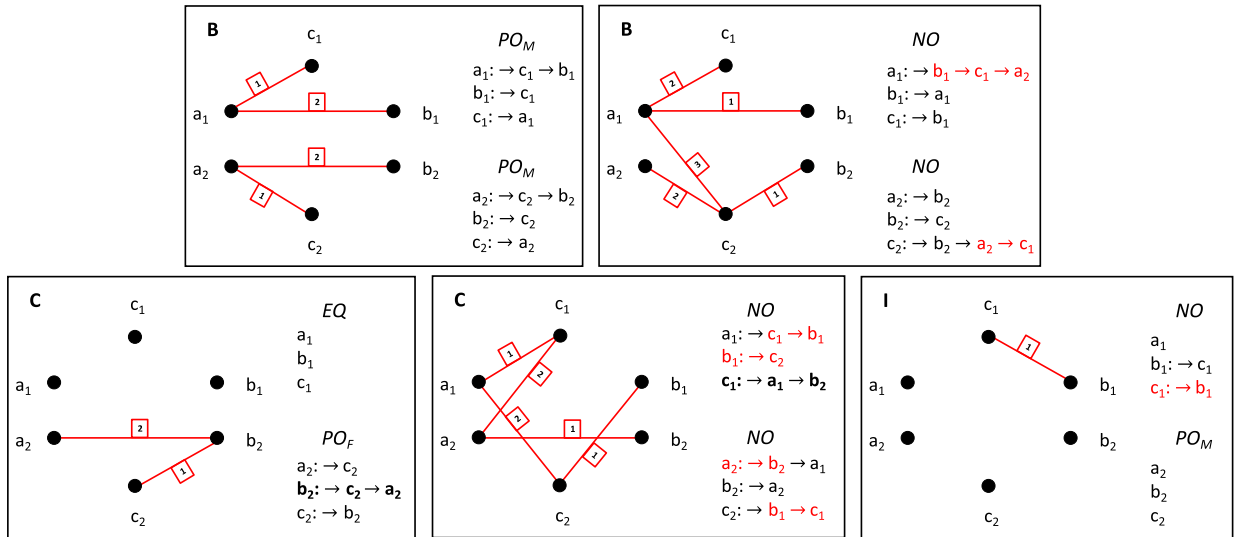 B
c₁
PO_M
a₁: → c₁ → b₁
b₁: → c₁
c₁: → a₁
1
2
a₁
b₁
a₂
b₂
2
1
c₂
PO_M
a₂: → c₂ → b₂
b₂: → c₂
c₂: → a₂
B
c₁
NO
a₁: → b₁ → c₁ → a₂
b₁: → a₁
c₁: → b₁
2
1
a₁
b₁
3
a₂
b₂
2
1
c₂
NO
a₂: → b₂
b₂: → c₂
c₂: → b₂ → a₂ → c₁
C
c₁
EQ
a₁
b₁
c₁
a₁
b₁
a₂
b₂
2
1
c₂
PO_F
a₂: → c₂
b₂: → c₂ → a₂
c₂: → b₂
C
c₁
NO
a₁: → c₁ → b₁
b₁: → c₂
c₁: → a₁ → b₂
1
2
a₁
b₁
2
1
a₂
b₂
1
c₂
NO
a₂: → b₂ → a₁
b₂: → a₂
c₂: → b₁ → c₁
I
c₁
NO
a₁
b₁: → c₁
c₁: → b₁
1
a₁
b₁
a₂
b₂
c₂
PO_M
a₂
b₂
c₂